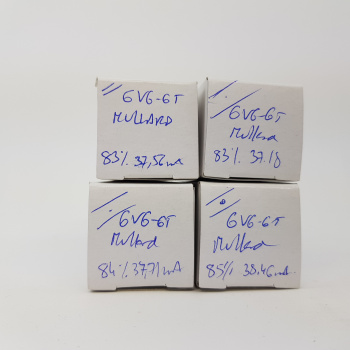 6V6-GT
MULLARD
83% 37,56mA
6V6-GT
Mullard
83% 37.18
6V6-GT
Mullard
84% 37,71mA
6V6-GT
Mullard
85% 38.46mA